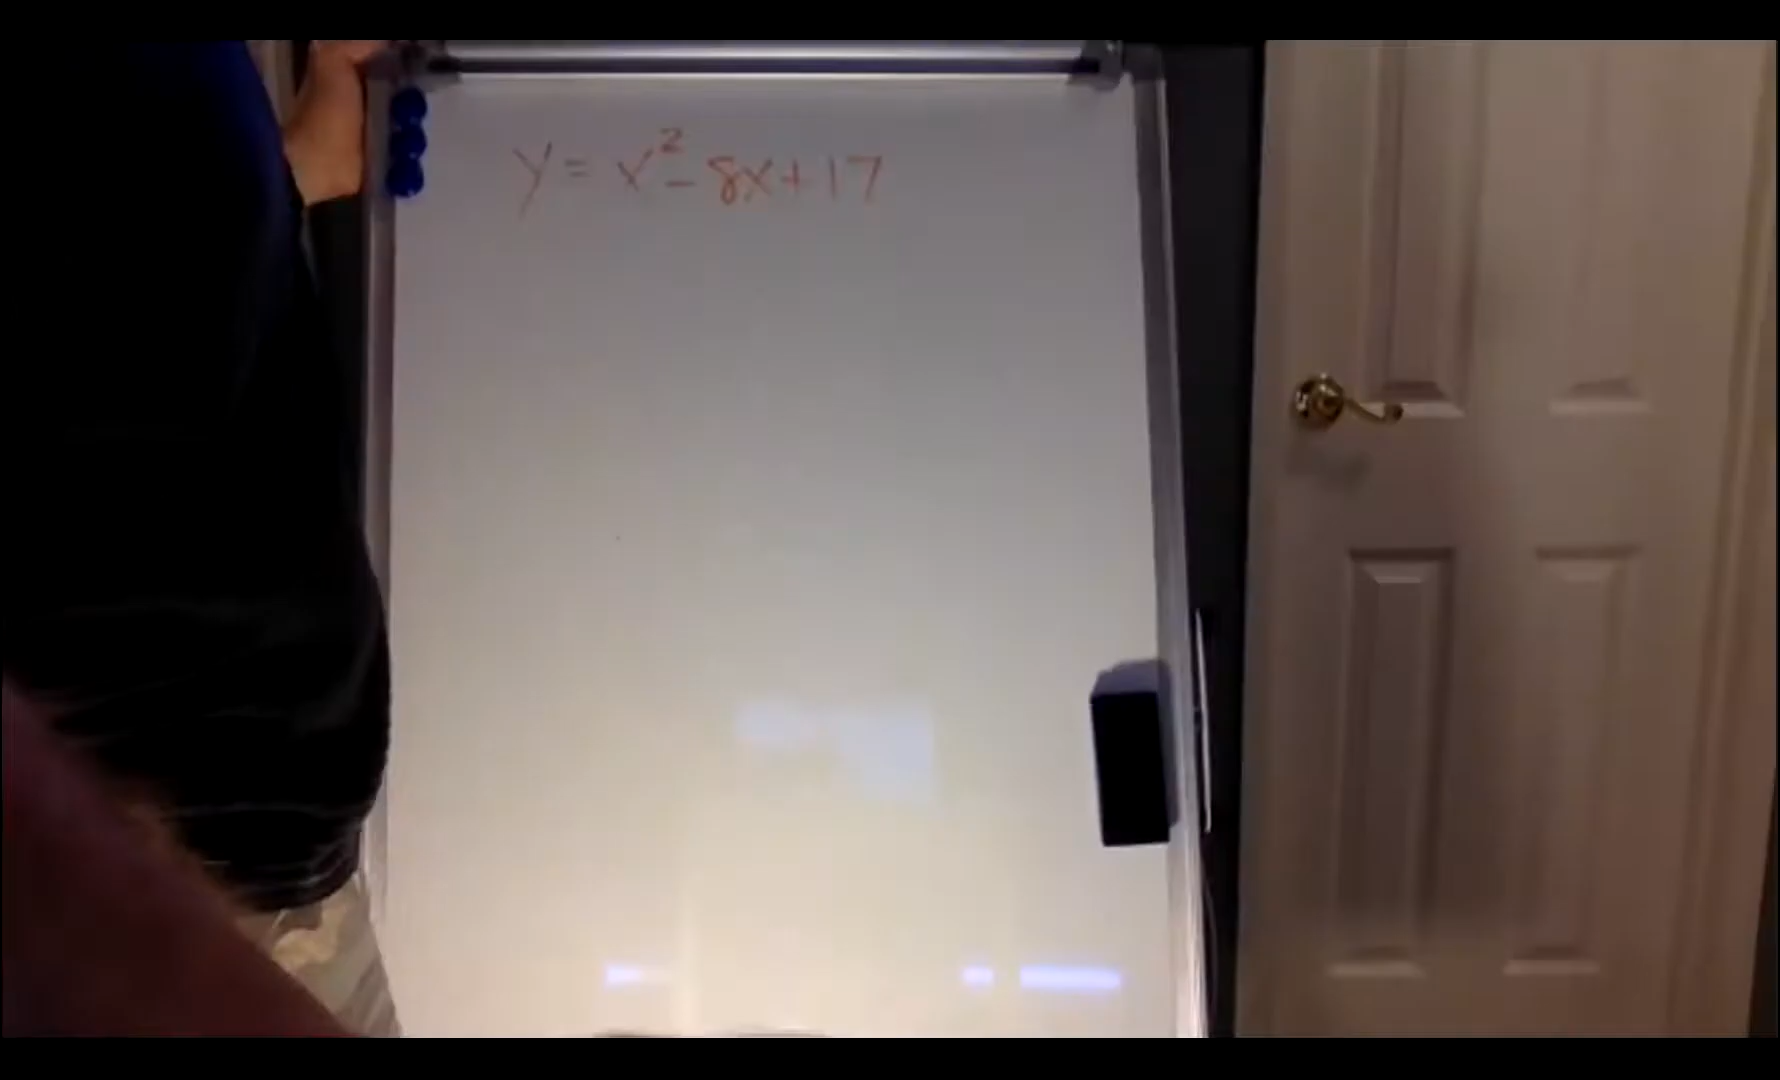 y = x² - 8x + 17